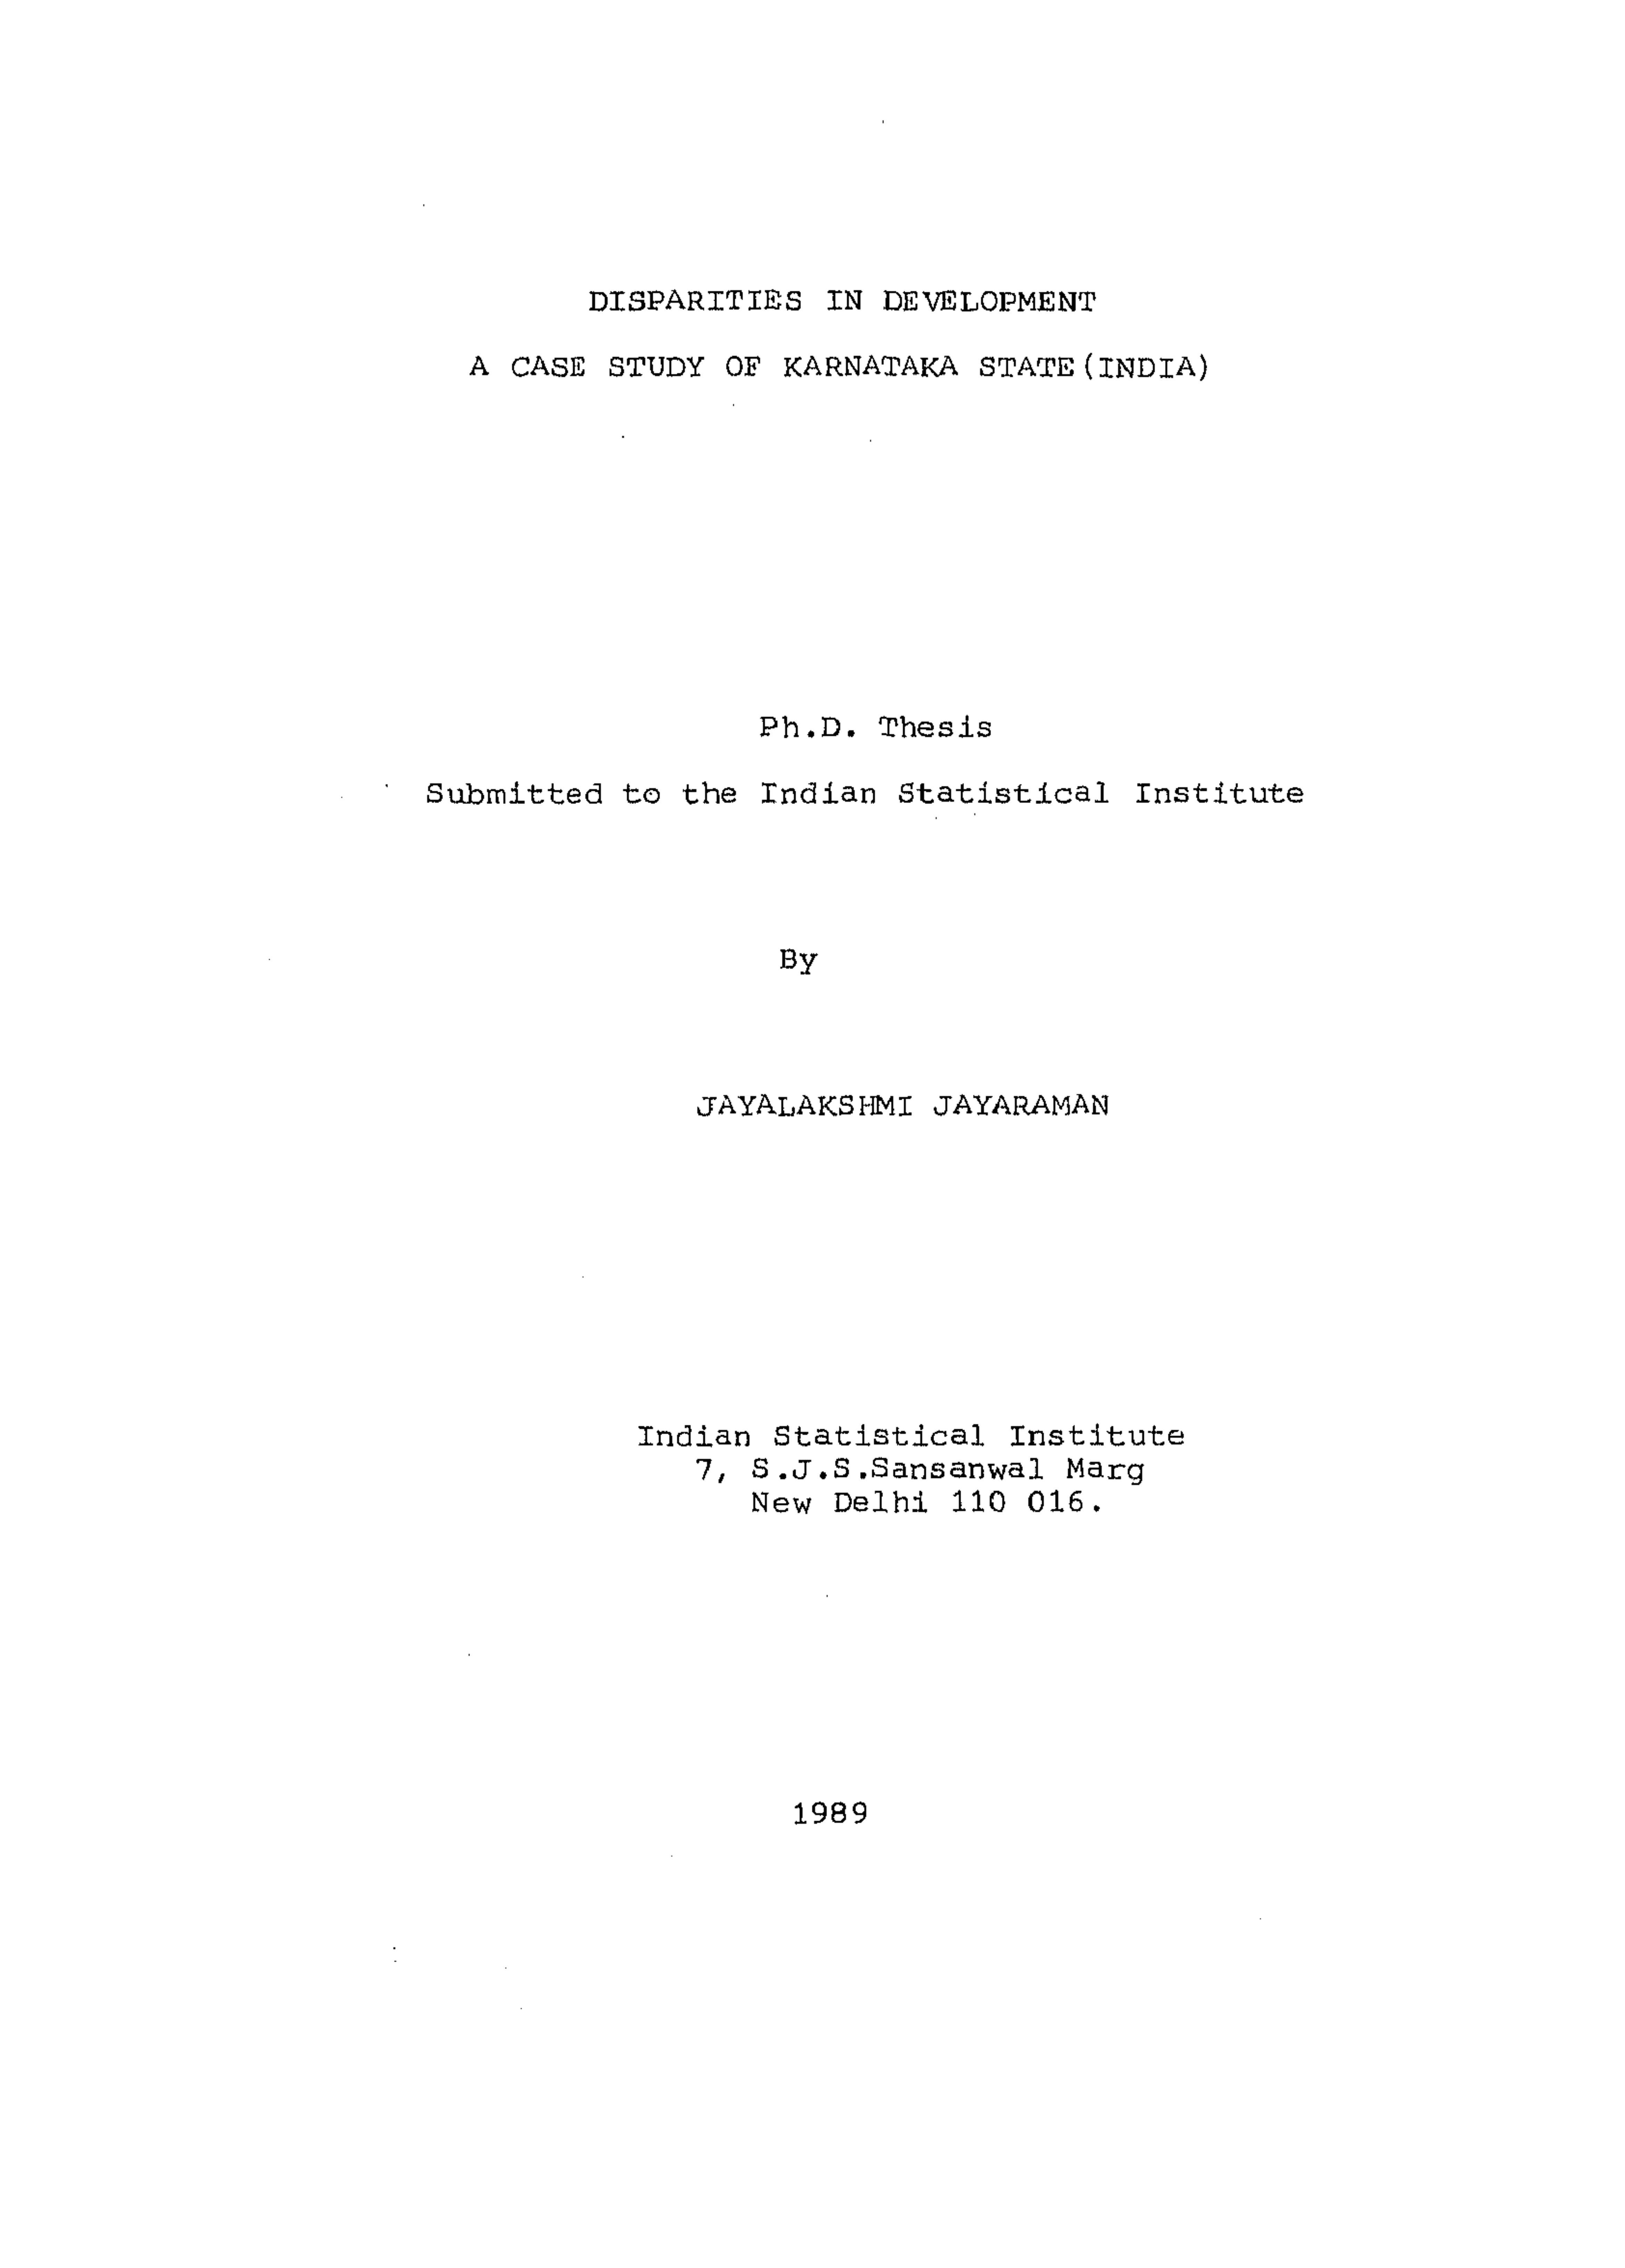 DISPARITIES IN DEVELOPMENT
A CASE STUDY OF KARNATAKA STATE(INDIA)
Ph.D. Thesis
Submitted to the Indian Statistical Institute
By
JAYALAKSHMI JAYARAMAN
Indian Statistical Institute
7, S.J.S.Sansanwal Marg
New Delhi 110 016.
1989